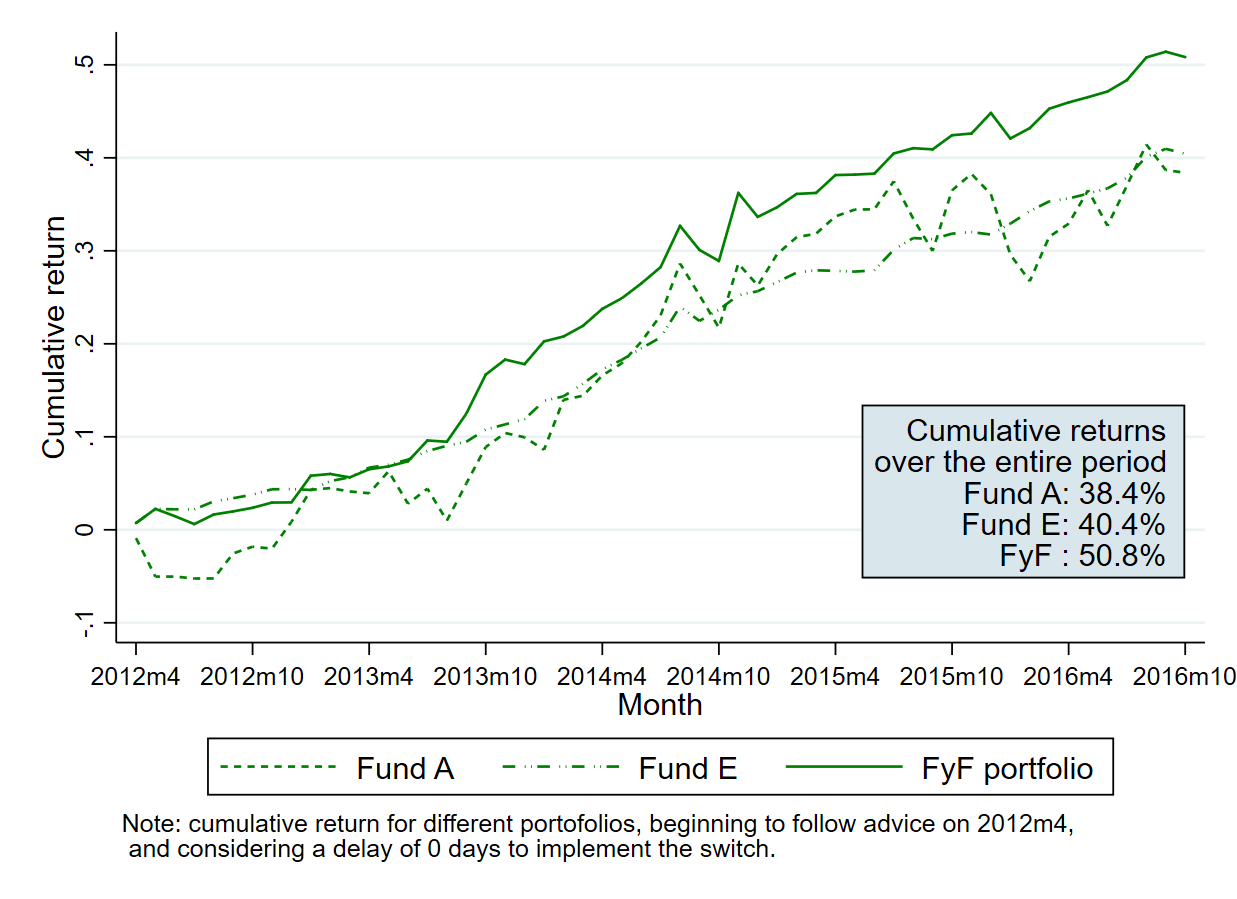 .5
.4
.3
.2
.1
0
-.1
Cumulative return
Cumulative returns
over the entire period
Fund A: 38.4%
Fund E: 40.4%
FyF : 50.8%
2012m4 2012m10 2013m4 2013m10 2014m4 2014m10 2015m4 2015m10 2016m4 2016m10
Month
Fund A Fund E FyF portfolio
Note: cumulative return for different portofolios, beginning to follow advice on 2012m4,
and considering a delay of 0 days to implement the switch.